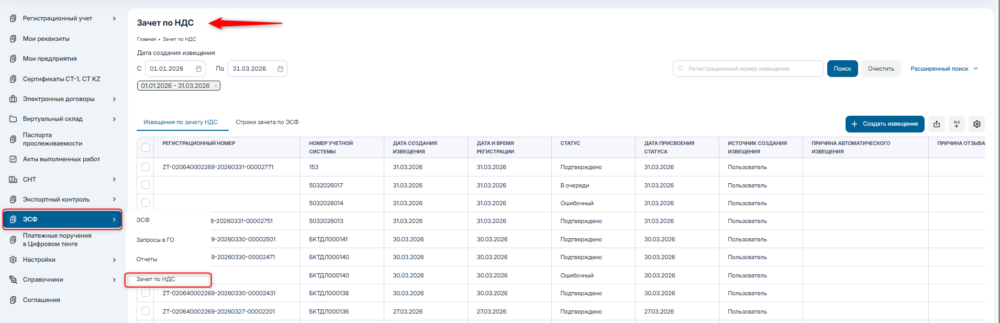 Регистрационный учет
Мои реквизиты
Мои предприятия
Сертификаты СТ-1, СТ KZ
Электронные договоры
Виртуальный склад
Паспорта
прослеживаемости
Акты выполненных работ
СНТ
Экспортный контроль
ЭСФ
Платежные поручения
в Цифровом тенге
Настройки
Справочники
Соглашения
ЭСФ
Запросы в ГО
Отчеты
Зачет по НДС
Зачет по НДС
Главная • Зачет по НДС
Дата создания извещения
С 01.01.2026 По 31.03.2026
01.01.2026 - 31.03.2026 ×
Регистрационный номер извещения Поиск Очистить Расширенный поиск
Извещения по зачету НДС Строки зачета по ЭСФ
+ Создать извещение XLS
РЕГИСТРАЦИОННЫЙ НОМЕР НОМЕР УЧЕТНОЙ СИСТЕМЫ ДАТА СОЗДАНИЯ ИЗВЕЩЕНИЯ ДАТА И ВРЕМЯ РЕГИСТРАЦИИ СТАТУС ДАТА ПРИСВОЕНИЯ СТАТУСА ИСТОЧНИК СОЗДАНИЯ ИЗВЕЩЕНИЯ ПРИЧИНА АВТОМАТИЧЕСКОГО ИЗВЕЩЕНИЯ ПРИЧИНА ОТЗЫВА
ZT-020640002269-20260331-00002771 153 31.03.2026 31.03.2026 Подтверждено 31.03.2026 Пользователь
5032026017 31.03.2026 31.03.2026 В очереди 31.03.2026 Пользователь
5032026014 31.03.2026 31.03.2026 Ошибочный 31.03.2026 Пользователь
8-20260331-00002751 5032026013 31.03.2026 31.03.2026 Подтверждено 31.03.2026 Пользователь
9-20260330-00002501 БКТДЛ000141 30.03.2026 30.03.2026 Подтверждено 30.03.2026 Пользователь
9-20260330-00002471 БКТДЛ000140 30.03.2026 30.03.2026 Подтверждено 30.03.2026 Пользователь
БКТДЛ000140 30.03.2026 30.03.2026 Ошибочный 30.03.2026 Пользователь
ZT-020640002269-20260330-00002431 БКТДЛ000138 30.03.2026 30.03.2026 Подтверждено 30.03.2026 Пользователь
ZT-020640002269-20260327-00002201 БКТДЛ000136 27.03.2026 27.03.2026 Подтверждено 27.03.2026 Пользователь